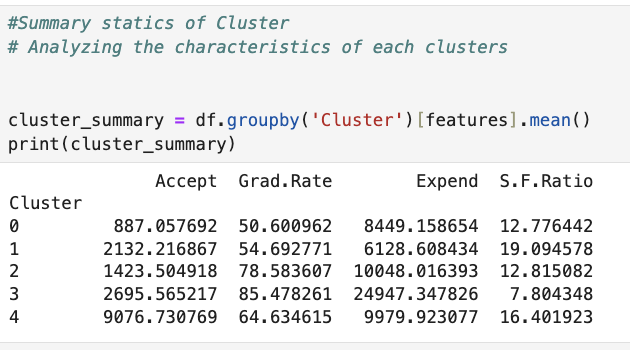 #Summary statics of Cluster
# Analyzing the characteristics of each clusters
cluster_summary = df.groupby('Cluster')[features].mean()
print(cluster_summary)
Accept Grad.Rate Expend S.F.Ratio
Cluster
0 887.057692 50.600962 8449.158654 12.776442
1 2132.216867 54.692771 6128.608434 19.094578
2 1423.504918 78.583607 10048.016393 12.815082
3 2695.565217 85.478261 24947.347826 7.804348
4 9076.730769 64.634615 9979.923077 16.401923